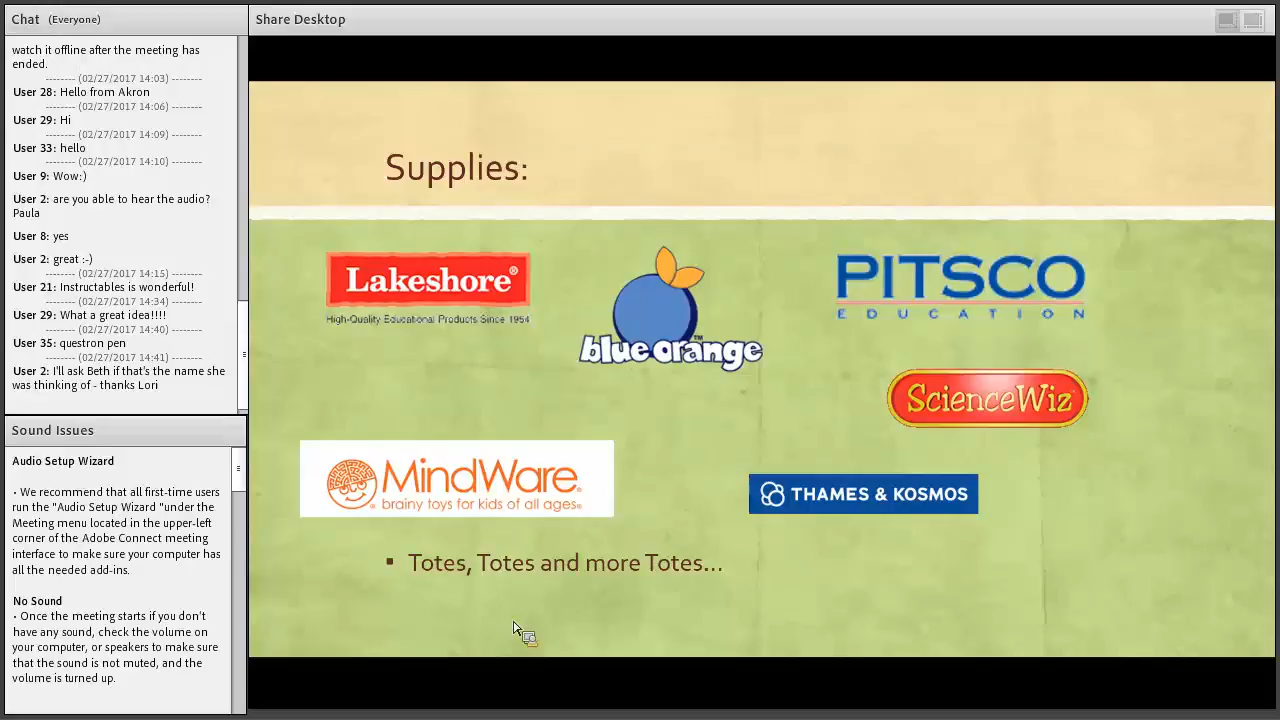 Chat (Everyone)
watch it offline after the meeting has
ended.
-------- (02/27/2017 14:03) --------
User 28: Hello from Akron
-------- (02/27/2017 14:06) --------
User 29: Hi
-------- (02/27/2017 14:09) --------
User 33: hello
-------- (02/27/2017 14:10) --------
User 9: Wow:)
User 2: are you able to hear the audio?
Paula
User 8: yes
User 2: great :-)
-------- (02/27/2017 14:15) --------
User 21: Instructables is wonderful!
-------- (02/27/2017 14:34) --------
User 29: What a great idea!!!!
-------- (02/27/2017 14:40) --------
User 35: questron pen
-------- (02/27/2017 14:41) --------
User 2: I'll ask Beth if that's the name she
was thinking of - thanks Lori
Sound Issues
Audio Setup Wizard
• We recommend that all first-time users
run the "Audio Setup Wizard "under the
Meeting menu located in the upper-left
corner of the Adobe Connect meeting
interface to make sure your computer has
all the needed add-ins.
No Sound
• Once the meeting starts if you don't
have any sound, check the volume on
your computer, or speakers to make sure
that the sound is not muted, and the
volume is turned up.
Share Desktop
Supplies:
Lakeshore®
High-Quality Educational Products Since 1954
blue orange™
PITSCO
EDUCATION
ScienceWiz
MindWare®
brainy toys for kids of all ages®
THAMES & KOSMOS
▪ Totes, Totes and more Totes…